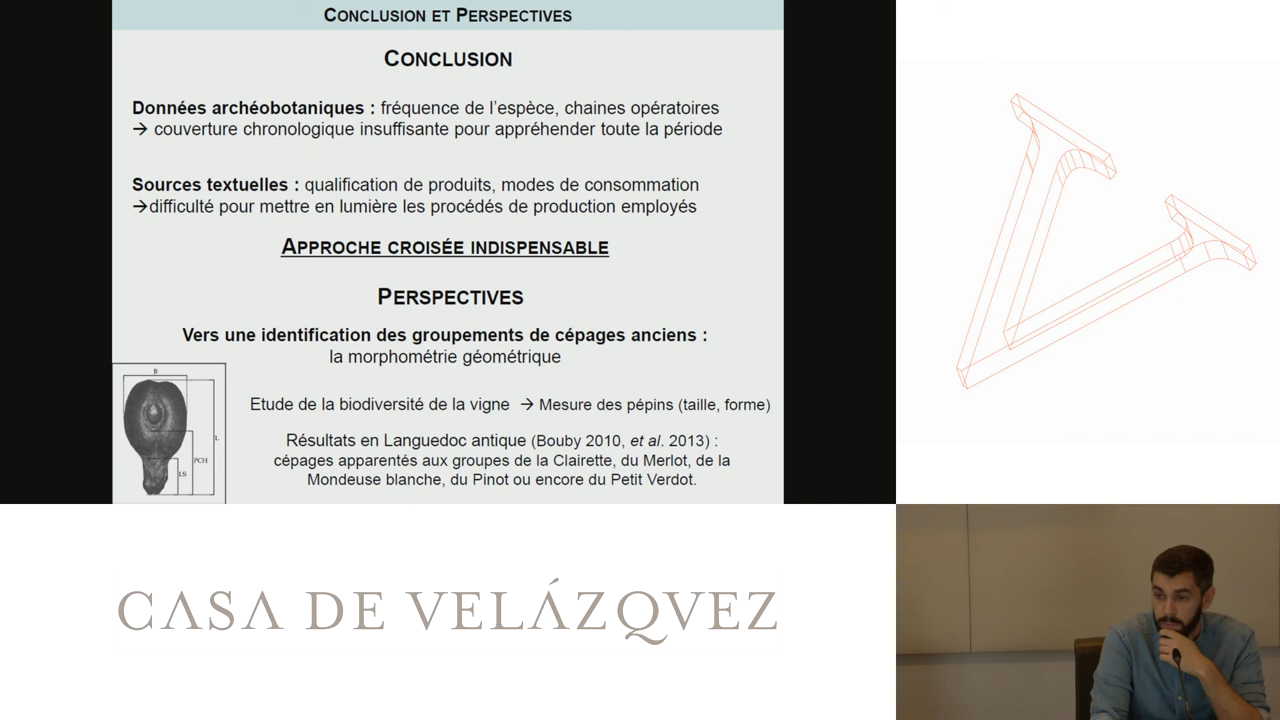 CONCLUSION ET PERSPECTIVES
CONCLUSION
Données archéobotaniques : fréquence de l'espèce, chaines opératoires
→ couverture chronologique insuffisante pour appréhender toute la période
Sources textuelles : qualification de produits, modes de consommation
→difficulté pour mettre en lumière les procédés de production employés
APPROCHE CROISÉE INDISPENSABLE
PERSPECTIVES
Vers une identification des groupements de cépages anciens :
la morphométrie géométrique
B
L
PCH
LS
Etude de la biodiversité de la vigne → Mesure des pépins (taille, forme)
Résultats en Languedoc antique (Bouby 2010, et al. 2013) :
cépages apparentés aux groupes de la Clairette, du Merlot, de la
Mondeuse blanche, du Pinot ou encore du Petit Verdot.
CASA DE VELÁZQVEZ